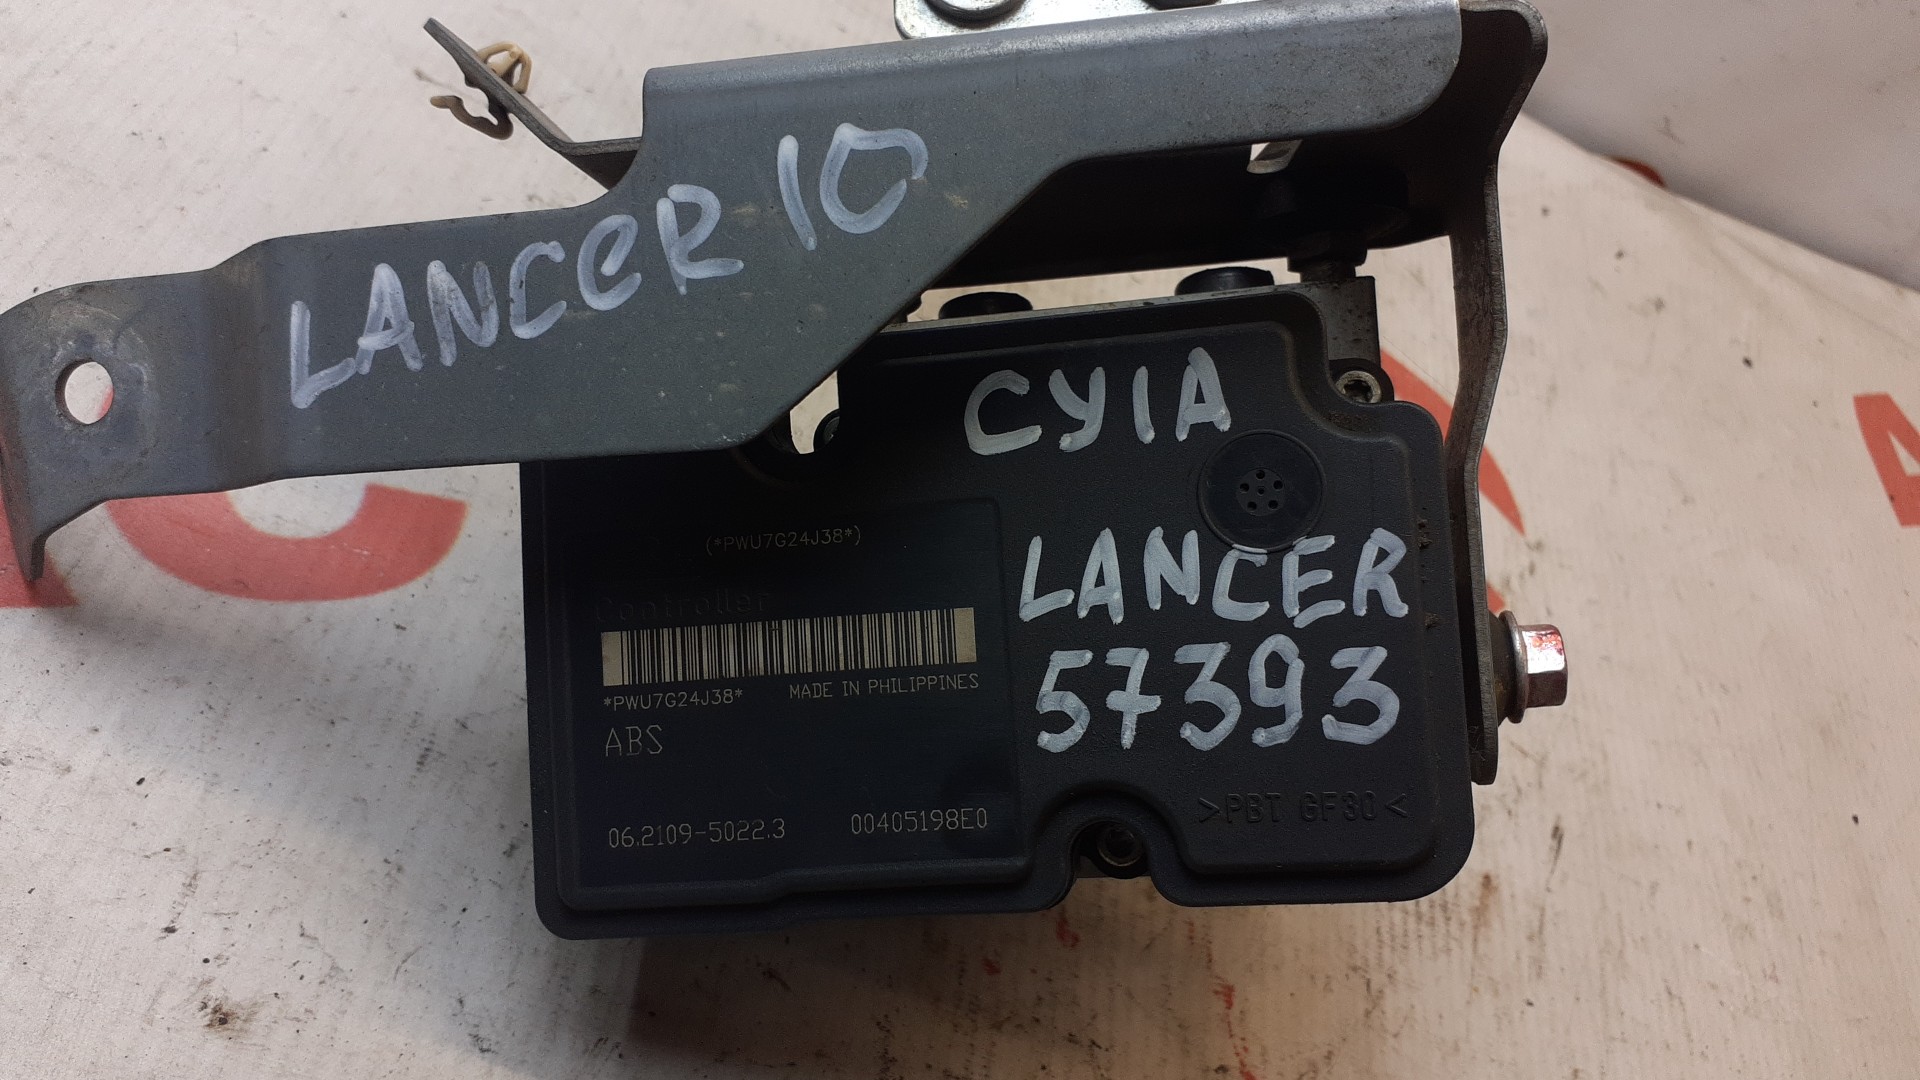 LANCER 10
CY1A
LANCER
57393
(*PWU7G24J38*)
Controller
*PWU7G24J38* MADE IN PHILIPPINES
ABS
06.2109-5022.3 00405198E0
>PBT GF30<